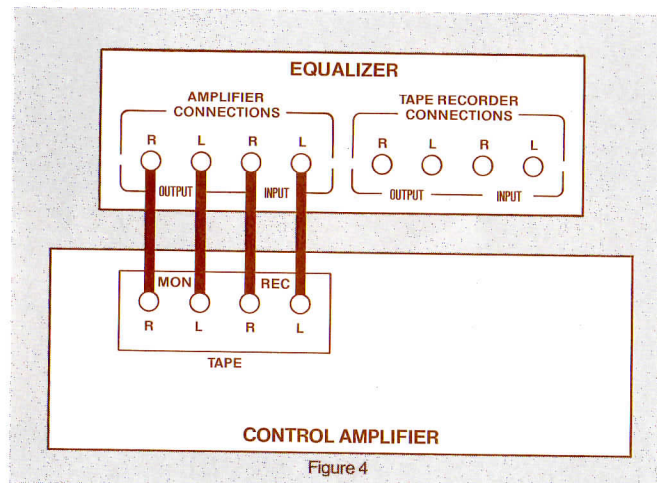 EQUALIZER
AMPLIFIER
CONNECTIONS
TAPE RECORDER
CONNECTIONS
R L R L
R L R L
OUTPUT INPUT
OUTPUT INPUT
MON REC
R L R L
TAPE
CONTROL AMPLIFIER
Figure 4